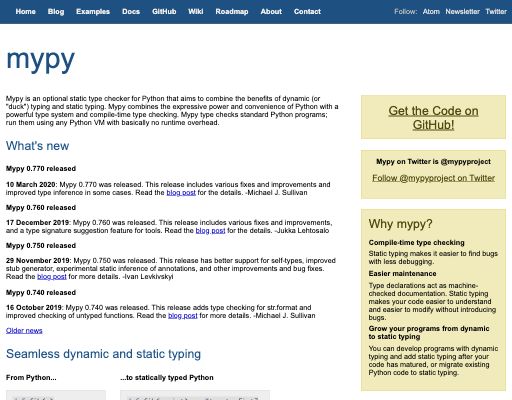 Home Blog Examples Docs GitHub Wiki Roadmap About Contact
Follow: Atom Newsletter Twitter
mypy
Mypy is an optional static type checker for Python that aims to combine the benefits of dynamic (or
"duck") typing and static typing. Mypy combines the expressive power and convenience of Python with a
powerful type system and compile-time type checking. Mypy type checks standard Python programs;
run them using any Python VM with basically no runtime overhead.
What's new
Mypy 0.770 released
10 March 2020: Mypy 0.770 was released. This release includes various fixes and improvements and
improved type inference in some cases. Read the blog post for the details. -Michael J. Sullivan
Mypy 0.760 released
17 December 2019: Mypy 0.760 was released. This release includes various fixes and improvements,
and a type signature suggestion feature for tools. Read the blog post for the details. -Jukka Lehtosalo
Mypy 0.750 released
29 November 2019: Mypy 0.750 was released. This release has better support for self-types, improved
stub generator, experimental static inference of annotations, and other improvements and bug fixes.
Read the blog post for more details. -Ivan Levkivskyi
Mypy 0.740 released
16 October 2019: Mypy 0.740 was released. This release adds type checking for str.format and
improved checking of untyped functions. Read the blog post for more details. -Michael J. Sullivan
Older news
Seamless dynamic and static typing
From Python...
...to statically typed Python
Get the Code on
GitHub!
Mypy on Twitter is @mypyproject
Follow @mypyproject on Twitter
Why mypy?
Compile-time type checking
Static typing makes it easier to find bugs
with less debugging.
Easier maintenance
Type declarations act as machine-
checked documentation. Static typing
makes your code easier to understand
and easier to modify without introducing
bugs.
Grow your programs from dynamic
to static typing
You can develop programs with dynamic
typing and add static typing after your
code has matured, or migrate existing
Python code to static typing.